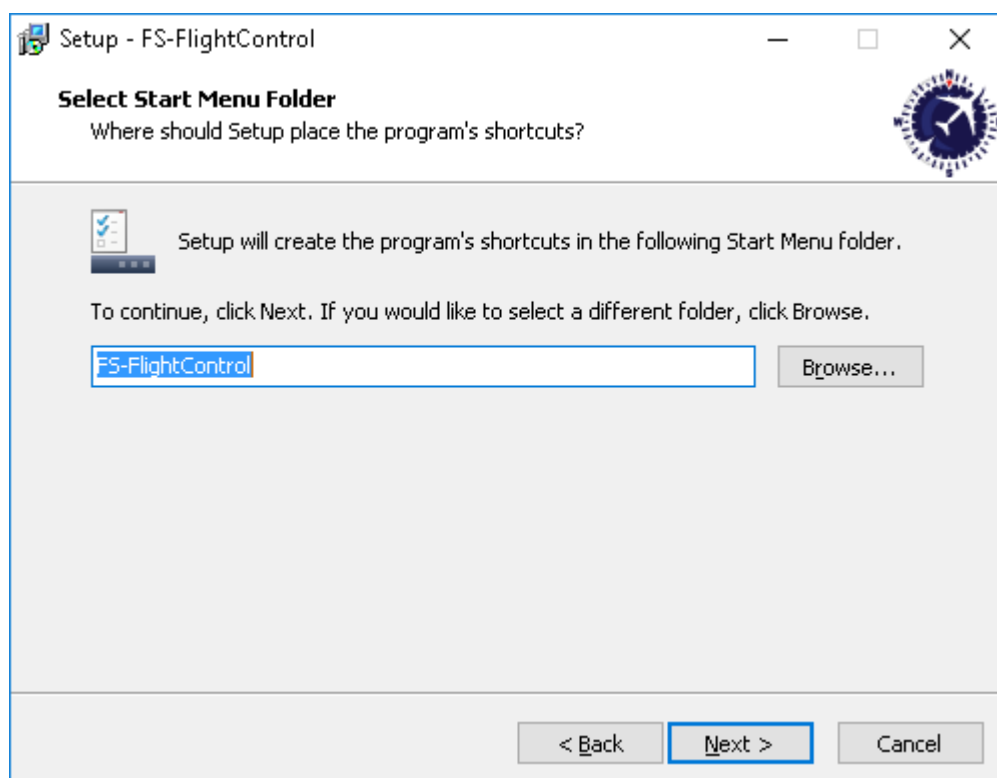 Setup - FS-FlightControl
Select Start Menu Folder
Where should Setup place the program's shortcuts?
Setup will create the program's shortcuts in the following Start Menu folder.
To continue, click Next. If you would like to select a different folder, click Browse.
FS-FlightControl
Browse...
< Back
Next >
Cancel